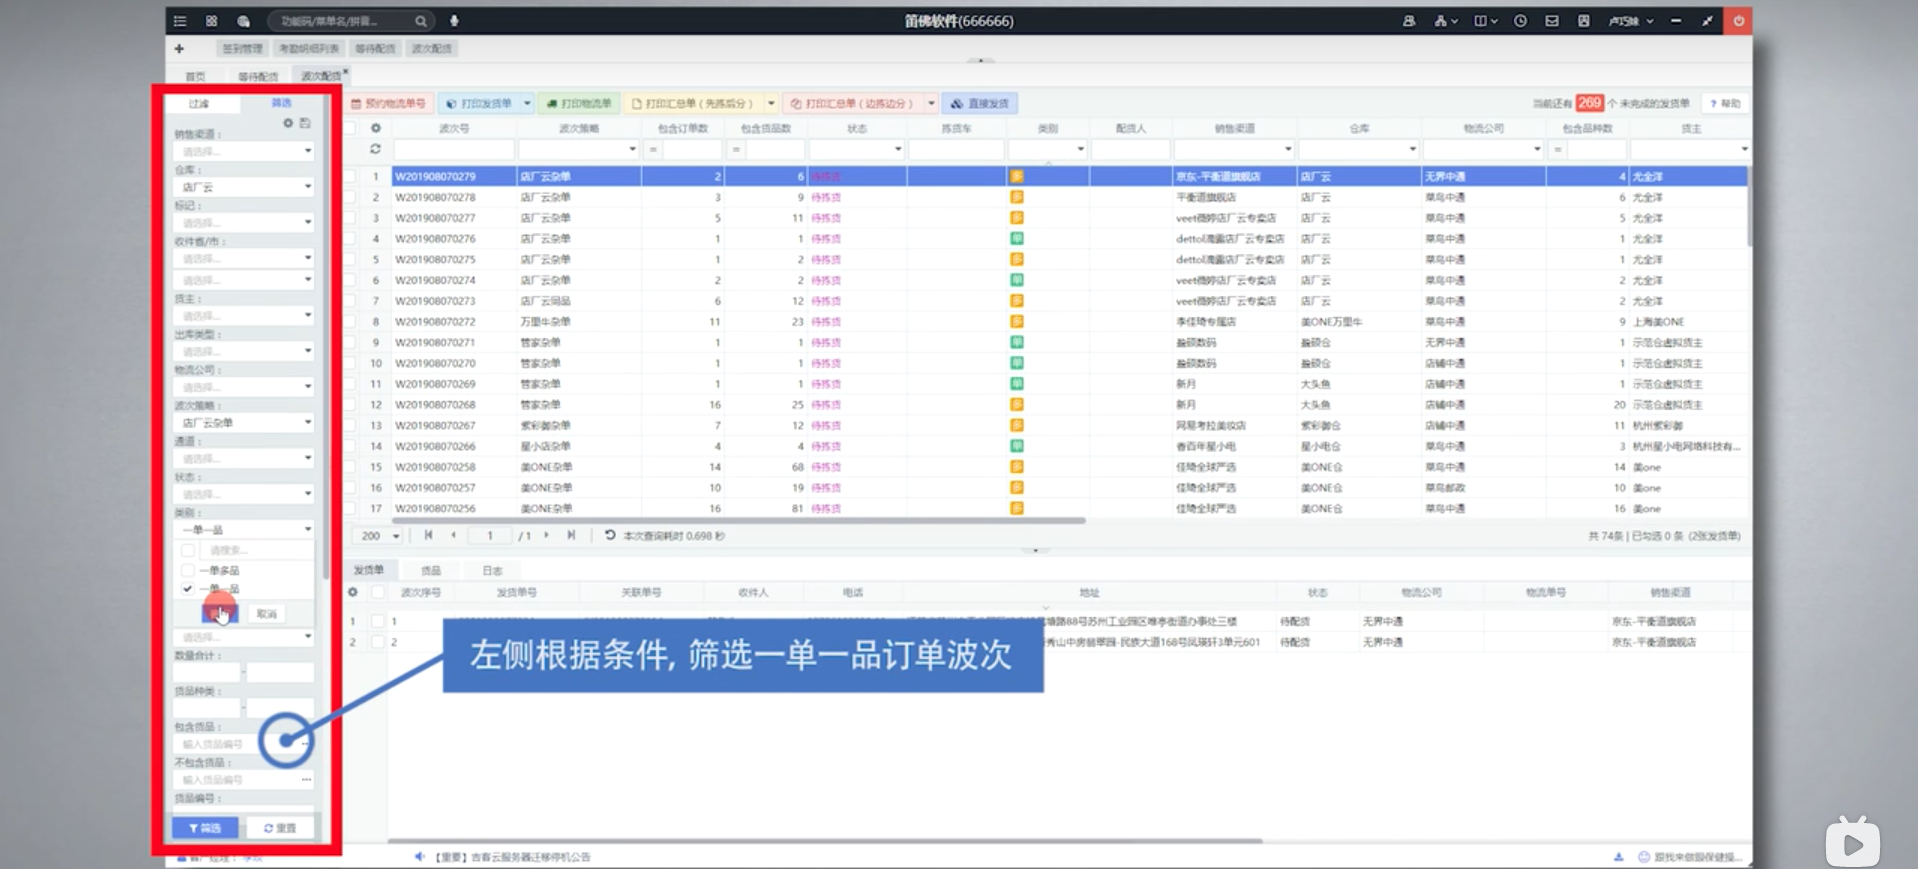 功能码/菜单名/拼音...
笛佛软件(666666)
签到管理 考勤明细列表 等待配货 波次配货
首页 等待配货 波次配货
过滤 筛选
预约物流单号 打印发货单 打印物流单 打印汇总单(先拣后分) 打印汇总单(边拣边分) 直接发货 当前还有 269 个 未完成的发货单 ? 帮助
波次号 波次策略 包含订单数 包含货品数 状态 拣货车 类别 配货人 销售渠道 仓库 物流公司 包含品种数 货主
= = =
1 W201908070279 店厂云杂单 2 6 待拣货 多 京东-平衡道旗舰店 店厂云 无界中通 4 尤全洋
2 W201908070278 店厂云杂单 3 9 待拣货 多 平衡道旗舰店 店厂云 菜鸟中通 6 尤全洋
3 W201908070277 店厂云杂单 5 11 待拣货 多 veet薇婷店厂云专卖店 店厂云 菜鸟中通 5 尤全洋
4 W201908070276 店厂云杂单 1 1 待拣货 单 dettol滴露店厂云专卖店 店厂云 菜鸟中通 1 尤全洋
5 W201908070275 店厂云杂单 1 2 待拣货 多 dettol滴露店厂云专卖店 店厂云 菜鸟中通 1 尤全洋
6 W201908070274 店厂云杂单 2 2 待拣货 单 veet薇婷店厂云专卖店 店厂云 菜鸟中通 2 尤全洋
7 W201908070273 店厂云同品 6 12 待拣货 多 veet薇婷店厂云专卖店 店厂云 菜鸟中通 2 尤全洋
8 W201908070272 万里牛杂单 11 23 待拣货 多 李佳琦专属店 美ONE万里牛 菜鸟中通 9 上海美ONE
9 W201908070271 管家杂单 1 1 待拣货 单 盈硕数码 盈硕仓 无界中通 1 示范仓虚拟货主
10 W201908070270 管家杂单 1 1 待拣货 单 盈硕数码 盈硕仓 店铺中通 1 示范仓虚拟货主
11 W201908070269 管家杂单 1 1 待拣货 单 新月 大头鱼 店铺中通 1 示范仓虚拟货主
12 W201908070268 管家杂单 16 25 待拣货 多 新月 大头鱼 店铺中通 20 示范仓虚拟货主
13 W201908070267 紫彩御杂单 7 12 待拣货 多 网易考拉美妆店 紫彩御仓 店铺中通 11 杭州紫彩御
14 W201908070266 星小店杂单 4 4 待拣货 单 香百年星小电 星小电仓 菜鸟中通 3 杭州星小电网络科技有...
15 W201908070258 美ONE杂单 14 68 待拣货 多 佳琦全球严选 美ONE仓 菜鸟中通 14 美one
16 W201908070257 美ONE杂单 10 19 待拣货 多 佳琦全球严选 美ONE仓 菜鸟邮政 10 美one
17 W201908070256 美ONE杂单 16 81 待拣货 多 佳琦全球严选 美ONE仓 菜鸟中通 16 美one
200 1 / 1 本次查询耗时 0.698 秒 共 74条 | 已勾选 0 条 (2张发货单)
发货单 货品 日志
波次序号 发货单号 关联单号 收件人 电话 地址 状态 物流公司 物流单号 销售渠道
1 1 塘路88号苏州工业园区唯亭街道办事处三楼 待配货 无界中通 京东-平衡道旗舰店
2 2 秀山中房翡翠园-民族大道168号凤瑛轩3单元601 待配货 无界中通 京东-平衡道旗舰店
销售渠道:
请选择...
仓库:
店厂云
标记:
请选择...
收件省/市:
请选择...
请选择...
货主:
请选择...
出库类型:
请选择...
物流公司:
请选择...
波次策略:
店厂云杂单
通道:
请选择...
状态:
请选择...
类别:
一单一品
请搜索...
一单多品
一单一品
取消
请选择...
数量合计:
-
货品种类:
-
包含货品:
输入货品编号
不包含货品:
输入货品编号 ...
货品编号:
筛选 重置
左侧根据条件, 筛选一单一品订单波次
【重要】吉客云服务器迁移停机公告